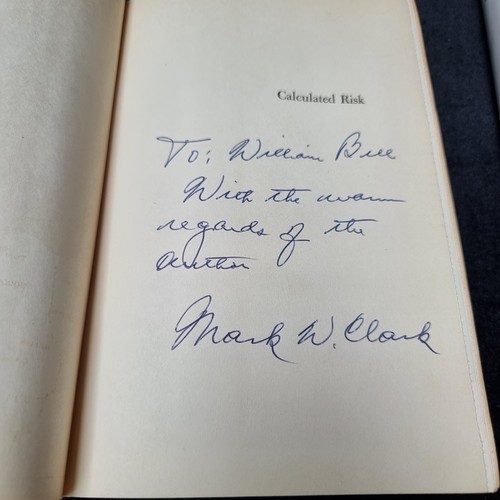 Calculated Risk
To: William Bell
With the warm
regards of the
author
Mark W. Clark